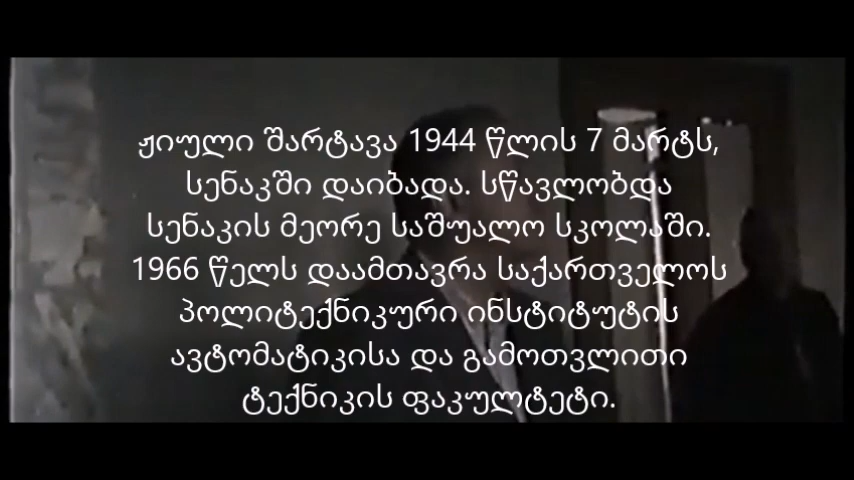 ჟიული შარტავა 1944 წლის 7 მარტს,
სენაკში დაიბადა. სწავლობდა
სენაკის მეორე საშუალო სკოლაში.
1966 წელს დაამთავრა საქართველოს
პოლიტექნიკური ინსტიტუტის
ავტომატიკისა და გამოთვლითი
ტექნიკის ფაკულტეტი.